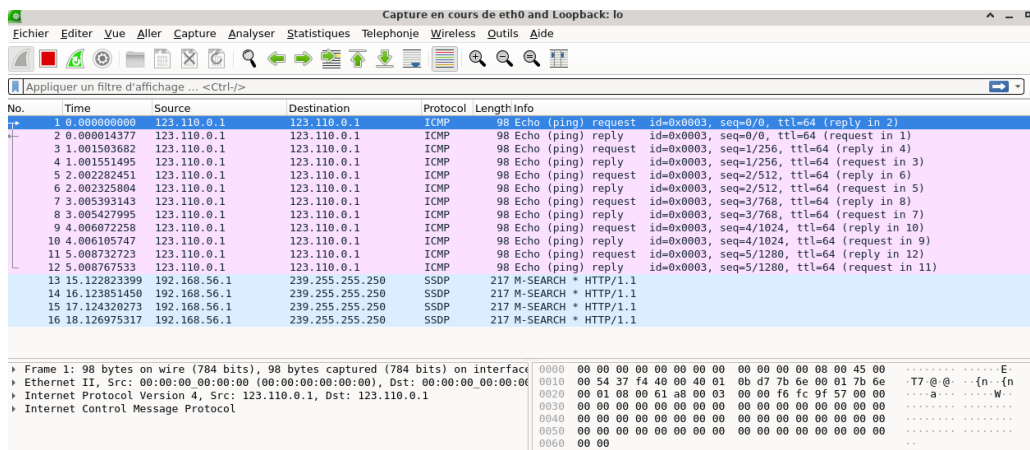 Capture en cours de eth0 and Loopback: lo
Fichier Editer Vue Aller Capture Analyser Statistiques Telephonie Wireless Outils Aide
Appliquer un filtre d'affichage ... <Ctrl-/>
No. Time Source Destination Protocol Length Info
1 0.000000000 123.110.0.1 123.110.0.1 ICMP 98 Echo (ping) request id=0x0003, seq=0/0, ttl=64 (reply in 2)
2 0.000014377 123.110.0.1 123.110.0.1 ICMP 98 Echo (ping) reply id=0x0003, seq=0/0, ttl=64 (request in 1)
3 1.001503682 123.110.0.1 123.110.0.1 ICMP 98 Echo (ping) request id=0x0003, seq=1/256, ttl=64 (reply in 4)
4 1.001551495 123.110.0.1 123.110.0.1 ICMP 98 Echo (ping) reply id=0x0003, seq=1/256, ttl=64 (request in 3)
5 2.002282451 123.110.0.1 123.110.0.1 ICMP 98 Echo (ping) request id=0x0003, seq=2/512, ttl=64 (reply in 6)
6 2.002325804 123.110.0.1 123.110.0.1 ICMP 98 Echo (ping) reply id=0x0003, seq=2/512, ttl=64 (request in 5)
7 3.005393143 123.110.0.1 123.110.0.1 ICMP 98 Echo (ping) request id=0x0003, seq=3/768, ttl=64 (reply in 8)
8 3.005427995 123.110.0.1 123.110.0.1 ICMP 98 Echo (ping) reply id=0x0003, seq=3/768, ttl=64 (request in 7)
9 4.006072258 123.110.0.1 123.110.0.1 ICMP 98 Echo (ping) request id=0x0003, seq=4/1024, ttl=64 (reply in 10)
10 4.006105747 123.110.0.1 123.110.0.1 ICMP 98 Echo (ping) reply id=0x0003, seq=4/1024, ttl=64 (request in 9)
11 5.008732723 123.110.0.1 123.110.0.1 ICMP 98 Echo (ping) request id=0x0003, seq=5/1280, ttl=64 (reply in 12)
12 5.008767533 123.110.0.1 123.110.0.1 ICMP 98 Echo (ping) reply id=0x0003, seq=5/1280, ttl=64 (request in 11)
13 15.122823399 192.168.56.1 239.255.255.250 SSDP 217 M-SEARCH * HTTP/1.1
14 16.123851450 192.168.56.1 239.255.255.250 SSDP 217 M-SEARCH * HTTP/1.1
15 17.124320273 192.168.56.1 239.255.255.250 SSDP 217 M-SEARCH * HTTP/1.1
16 18.126975317 192.168.56.1 239.255.255.250 SSDP 217 M-SEARCH * HTTP/1.1
Frame 1: 98 bytes on wire (784 bits), 98 bytes captured (784 bits) on interface
Ethernet II, Src: 00:00:00_00:00:00 (00:00:00:00:00:00), Dst: 00:00:00_00:00:00
Internet Protocol Version 4, Src: 123.110.0.1, Dst: 123.110.0.1
Internet Control Message Protocol
0000 00 00 00 00 00 00 00 00 00 00 00 00 08 00 45 00 ········ ······E·
0010 00 54 37 f4 40 00 40 01 0b d7 7b 6e 00 01 7b 6e ·T7·@·@· ··{n··{n
0020 00 01 08 00 61 a8 00 03 00 00 f6 fc 9f 57 00 00 ····a··· ·····W··
0030 00 00 00 00 00 00 00 00 00 00 00 00 00 00 00 00 ········ ········
0040 00 00 00 00 00 00 00 00 00 00 00 00 00 00 00 00 ········ ········
0050 00 00 00 00 00 00 00 00 00 00 00 00 00 00 00 00 ········ ········
0060 00 00 ··